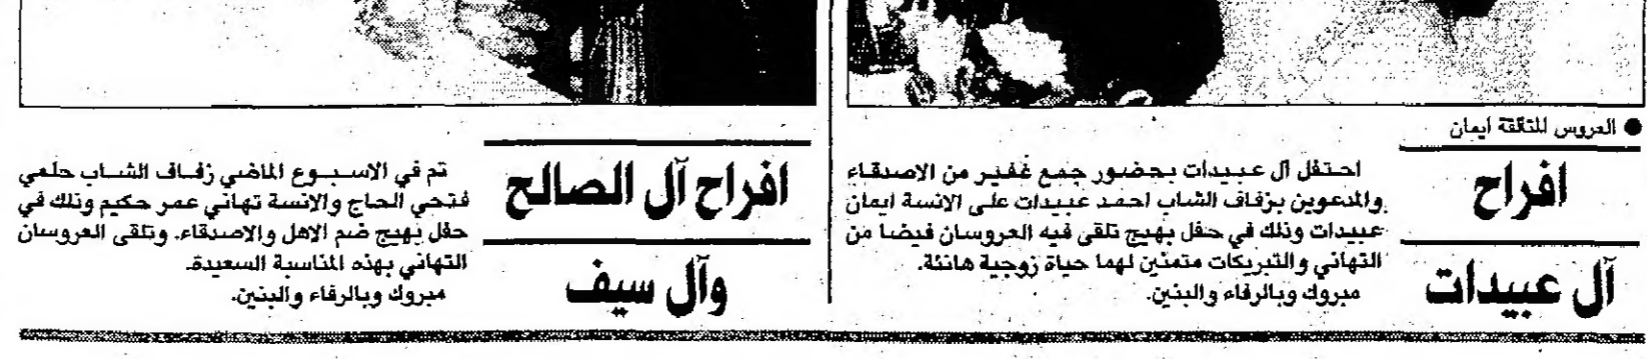 ● العروس المتالقة ايمان
افراح
آل عبيدات
احتفل آل عبيدات بحضور جمع غفير من الاصدقاء
والمدعوين بزفاف الشاب احمد عبيدات على الانسة ايمان
عبيدات وذلك في حفل بهيج تلقى فيه العروسان فيضا من
التهاني والتبريكات متمنين لهما حياة زوجية هانئة.
مبروك وبالرفاء والبنين.
افراح آل الصالح
وآل سيف
تم في الاسبوع الماضي زفاف الشاب حلمي
فتحي الحاج والانسة تهاني عمر حكيم وذلك في
حفل بهيج ضم الاهل والاصدقاء. وتلقى العروسان
التهاني بهذه المناسبة السعيدة.
مبروك وبالرفاء والبنين.